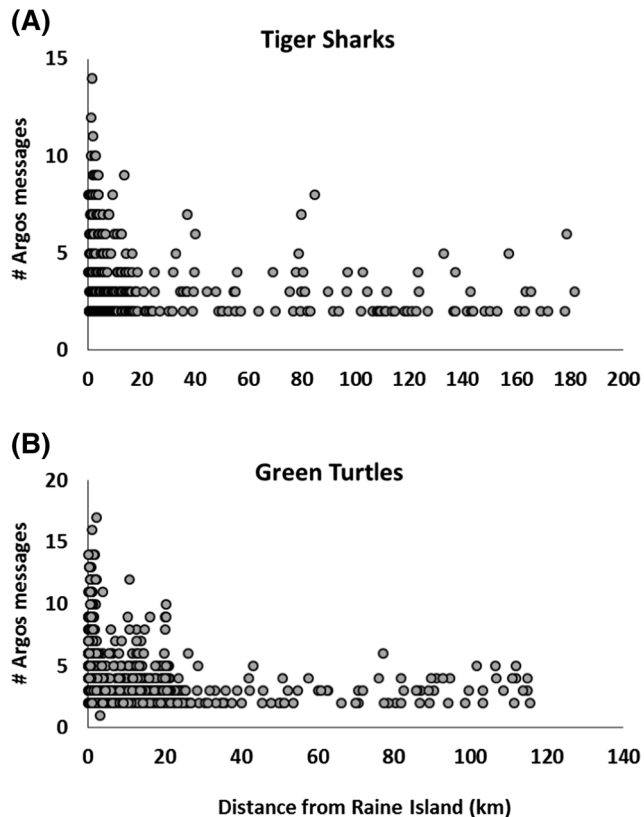 (A)
Tiger Sharks
# Argos messages
15
10
5
0
0 20 40 60 80 100 120 140 160 180 200
(B)
Green Turtles
# Argos messages
20
15
10
5
0
0 20 40 60 80 100 120 140
Distance from Raine Island (km)